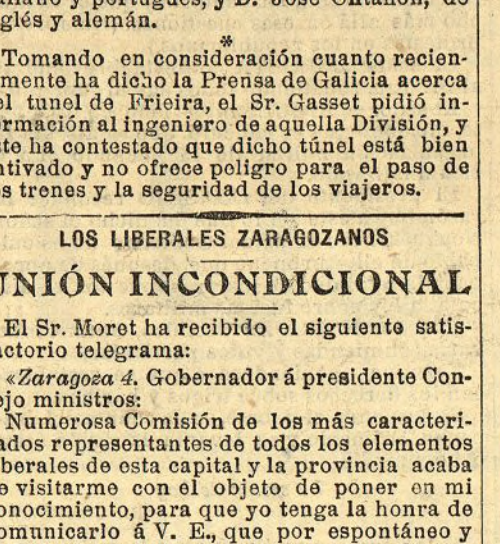 ano y portugués, y D. José Ontañón, de
glés y alemán.
*
Tomando en consideración cuanto recien-
mente ha dicho la Prensa de Galicia acerca
el tunel de Frieira, el Sr. Gasset pidió in-
ormación al ingeniero de aquella División, y
te ha contestado que dicho túnel está bien
ntivado y no ofrece peligro para el paso de
s trenes y la seguridad de los viajeros.
LOS LIBERALES ZARAGOZANOS
UNIÓN INCONDICIONAL
El Sr. Moret ha recibido el siguiente satis-
actorio telegrama:
«Zaragoza 4. Gobernador á presidente Con-
ejo ministros:
Numerosa Comisión de los más caracteri-
ados representantes de todos los elementos
berales de esta capital y la provincia acaba
e visitarme con el objeto de poner en mi
onocimiento, para que yo tenga la honra de
omunicarlo á V. E., que por espontáneo y